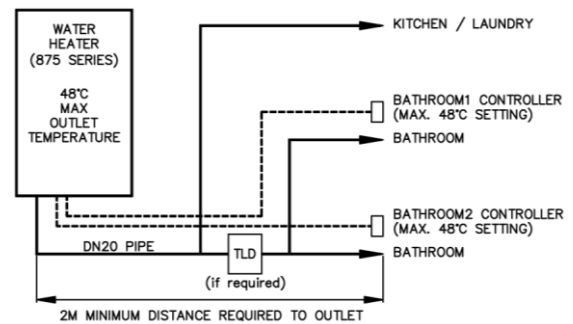 WATER
HEATER
(875 SERIES)
48°C
MAX
OUTLET
TEMPERATURE
KITCHEN / LAUNDRY
BATHROOM1 CONTROLLER
(MAX. 48°C SETTING)
BATHROOM
BATHROOM2 CONTROLLER
(MAX. 48°C SETTING)
BATHROOM
DN20 PIPE
TLD
(if required)
2M MINIMUM DISTANCE REQUIRED TO OUTLET